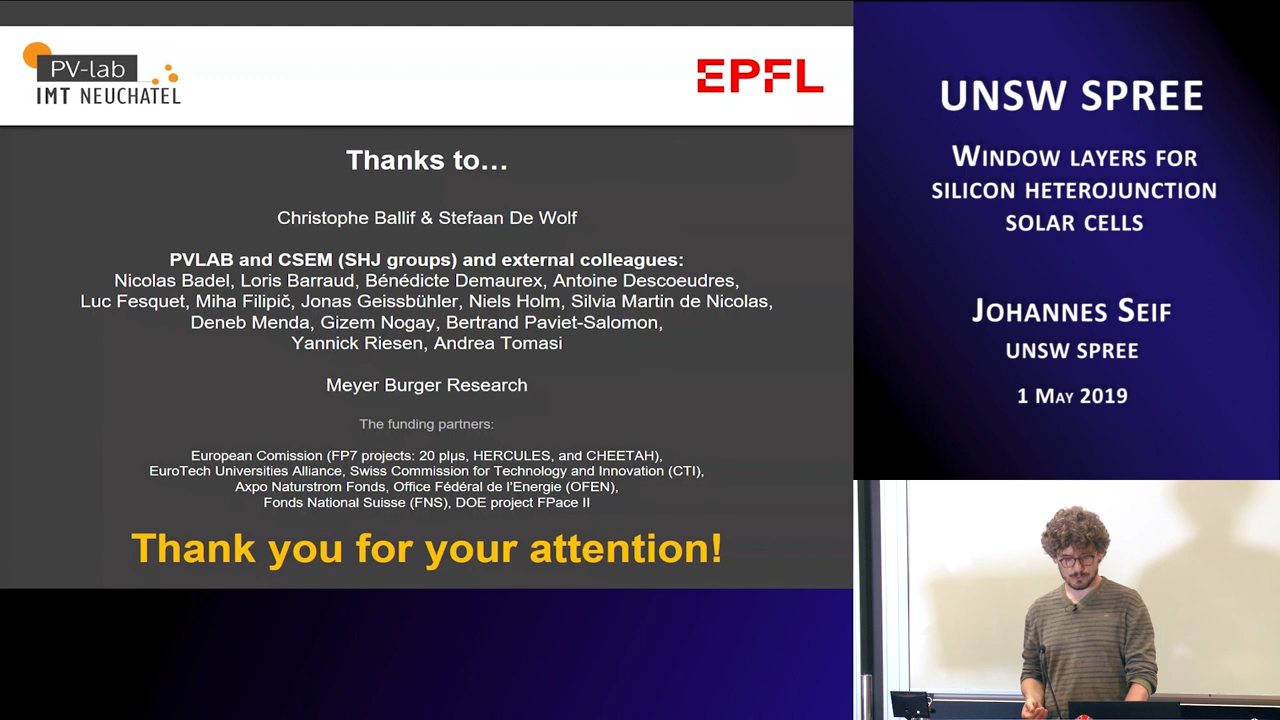 PV-lab
IMT NEUCHATEL
EPFL
Thanks to…
Christophe Ballif & Stefaan De Wolf
PVLAB and CSEM (SHJ groups) and external colleagues:
Nicolas Badel, Loris Barraud, Bénédicte Demaurex, Antoine Descoeudres,
Luc Fesquet, Miha Filipič, Jonas Geissbühler, Niels Holm, Silvia Martin de Nicolas,
Deneb Menda, Gizem Nogay, Bertrand Paviet-Salomon,
Yannick Riesen, Andrea Tomasi
Meyer Burger Research
The funding partners:
European Comission (FP7 projects: 20 plµs, HERCULES, and CHEETAH),
EuroTech Universities Alliance, Swiss Commission for Technology and Innovation (CTI),
Axpo Naturstrom Fonds, Office Fédéral de l'Energie (OFEN),
Fonds National Suisse (FNS), DOE project FPace II
Thank you for your attention!
UNSW SPREE
WINDOW LAYERS FOR
SILICON HETEROJUNCTION
SOLAR CELLS
JOHANNES SEIF
UNSW SPREE
1 MAY 2019